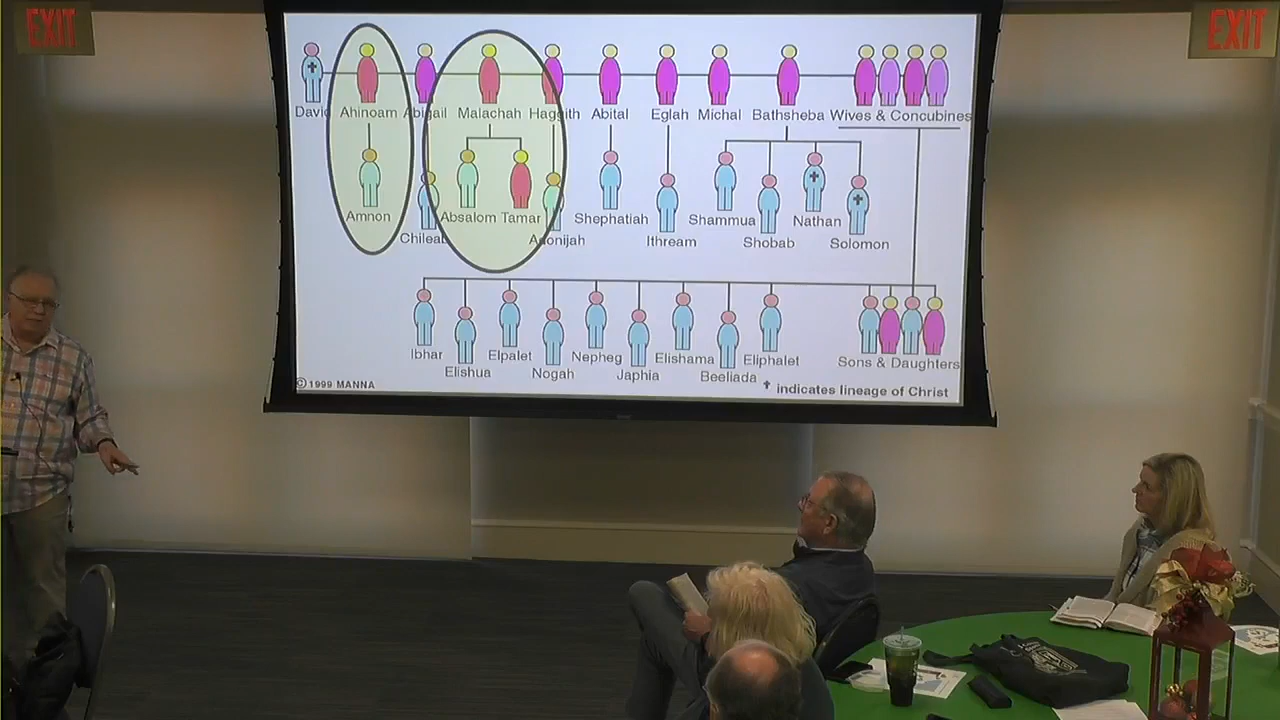 EXIT
EXIT
David Ahinoam Abigail Malachah Haggith Abital Eglah Michal Bathsheba Wives & Concubines
Amnon Absalom Tamar Shephatiah Shammua Nathan
Chileab Adonijah Ithream Shobab Solomon
Ibhar Elpalet Nepheg Elishama Eliphalet Sons & Daughters
Elishua Nogah Japhia Beeliada
© 1999 MANNA
✝ indicates lineage of Christ